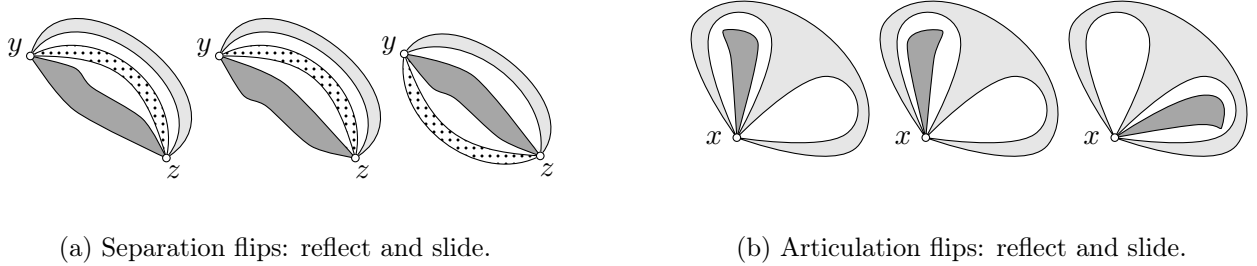 y
z
y
z
y
z
x
x
x
(a) Separation flips: reflect and slide.
(b) Articulation flips: reflect and slide.